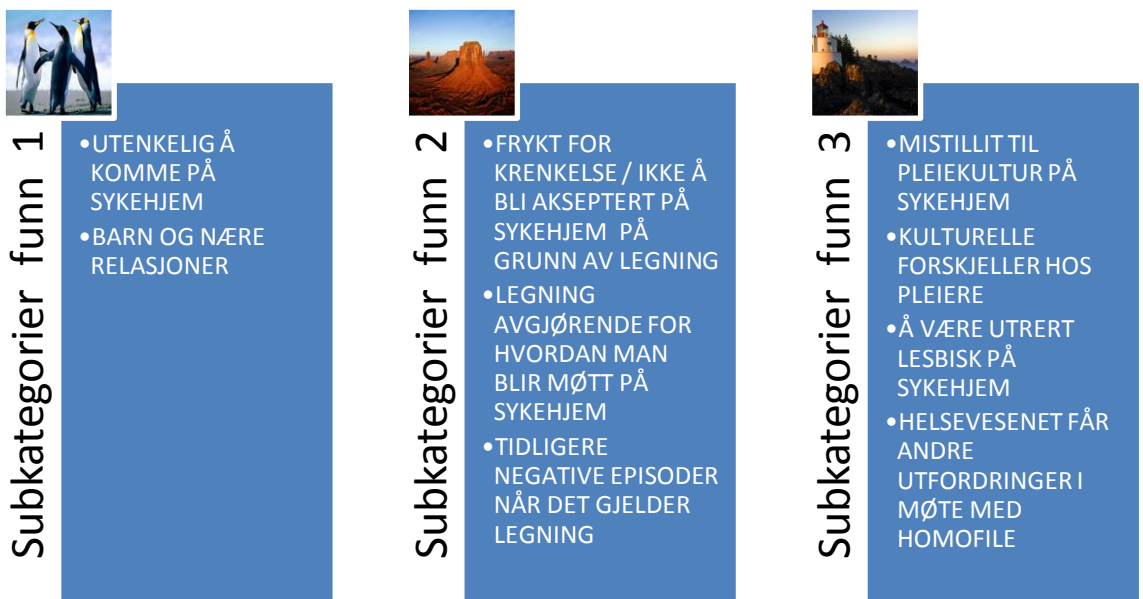 Subkategorier funn 1
•UTENKELIG Å
KOMME PÅ
SYKEHJEM
•BARN OG NÆRE
RELASJONER
Subkategorier funn 2
•FRYKT FOR
KRENKELSE / IKKE Å
BLI AKSEPTERT PÅ
SYKEHJEM PÅ
GRUNN AV LEGNING
•LEGNING
AVGJØRENDE FOR
HVORDAN MAN
BLIR MØTT PÅ
SYKEHJEM
•TIDLIGERE
NEGATIVE EPISODER
NÅR DET GJELDER
LEGNING
Subkategorier funn 3
•MISTILLIT TIL
PLEIEKULTUR PÅ
SYKEHJEM
•KULTURELLE
FORSKJELLER HOS
PLEIERE
•Å VÆRE UTRERT
LESBISK PÅ
SYKEHJEM
•HELSEVESENET FÅR
ANDRE
UTFORDRINGER I
MØTE MED
HOMOFILE